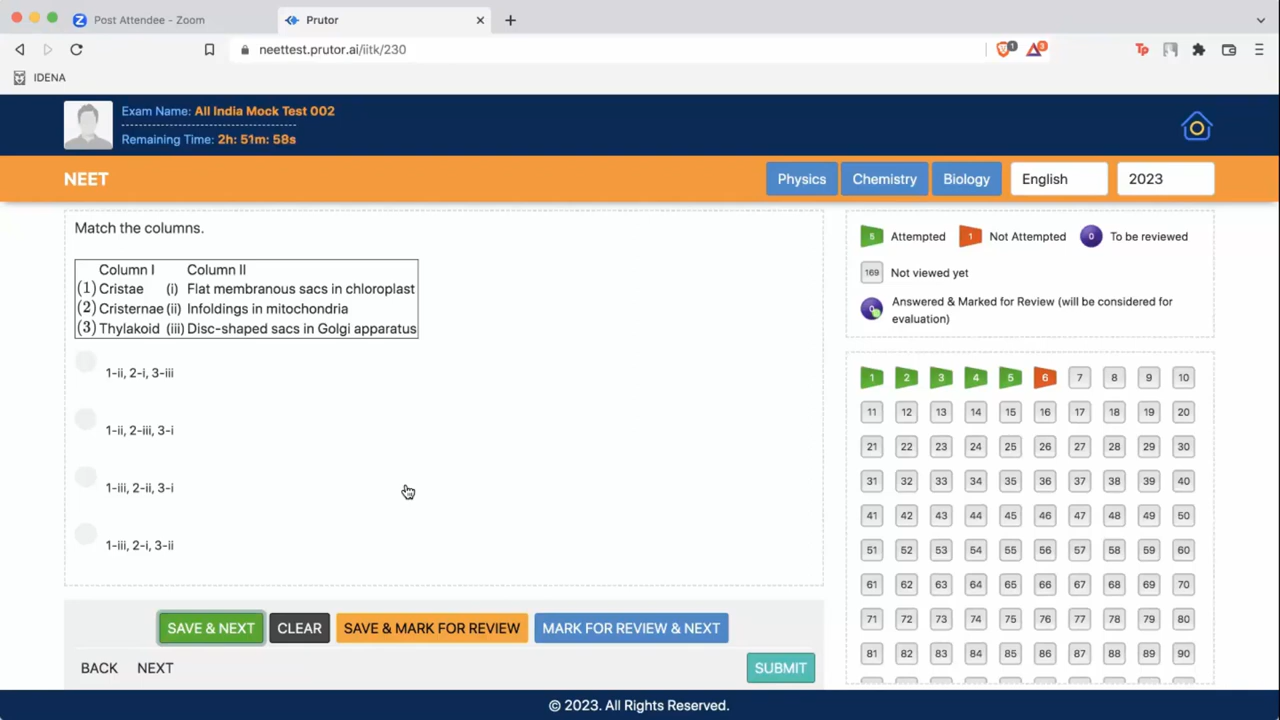 Post Attendee - Zoom
Prutor
neettest.prutor.ai/iitk/230
1
3
Tp
IDENA
Exam Name: All India Mock Test 002
Remaining Time: 2h: 51m: 58s
NEET
Physics
Chemistry
Biology
English
2023
Match the columns.
Column I Column II
(1) Cristae (i) Flat membranous sacs in chloroplast
(2) Cristernae (ii) Infoldings in mitochondria
(3) Thylakoid (iii) Disc-shaped sacs in Golgi apparatus
1-ii, 2-i, 3-iii
1-ii, 2-iii, 3-i
1-iii, 2-ii, 3-i
1-iii, 2-i, 3-ii
SAVE & NEXT
CLEAR
SAVE & MARK FOR REVIEW
MARK FOR REVIEW & NEXT
BACK
NEXT
SUBMIT
5 Attempted 1 Not Attempted 0 To be reviewed
169 Not viewed yet
0 Answered & Marked for Review (will be considered for
evaluation)
1 2 3 4 5 6 7 8 9 10
11 12 13 14 15 16 17 18 19 20
21 22 23 24 25 26 27 28 29 30
31 32 33 34 35 36 37 38 39 40
41 42 43 44 45 46 47 48 49 50
51 52 53 54 55 56 57 58 59 60
61 62 63 64 65 66 67 68 69 70
71 72 73 74 75 76 77 78 79 80
81 82 83 84 85 86 87 88 89 90
© 2023. All Rights Reserved.